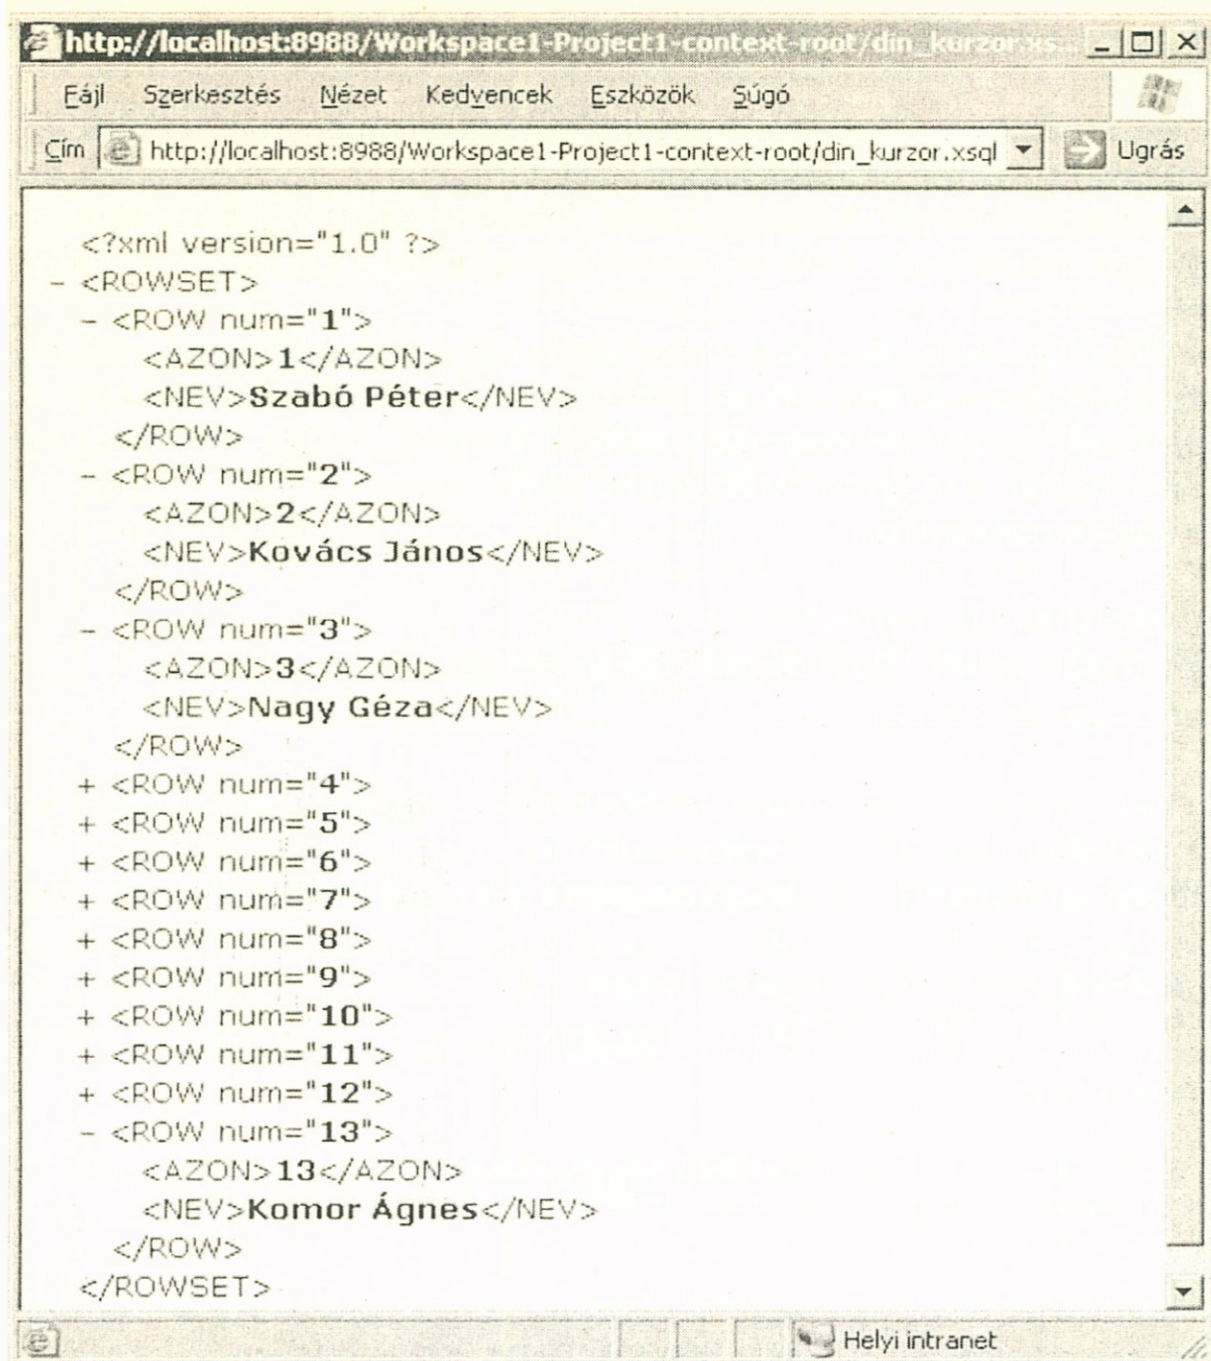 http://localhost:8988/Workspace1-Project1-context-root/din_kurzor.xs...
Fájl Szerkesztés Nézet Kedvencek Eszközök Súgó
Cím http://localhost:8988/Workspace1-Project1-context-root/din_kurzor.xsql Ugrás
<?xml version="1.0" ?>
- <ROWSET>
- <ROW num="1">
<AZON>1</AZON>
<NEV>Szabó Péter</NEV>
</ROW>
- <ROW num="2">
<AZON>2</AZON>
<NEV>Kovács János</NEV>
</ROW>
- <ROW num="3">
<AZON>3</AZON>
<NEV>Nagy Géza</NEV>
</ROW>
+ <ROW num="4">
+ <ROW num="5">
+ <ROW num="6">
+ <ROW num="7">
+ <ROW num="8">
+ <ROW num="9">
+ <ROW num="10">
+ <ROW num="11">
+ <ROW num="12">
- <ROW num="13">
<AZON>13</AZON>
<NEV>Komor Ágnes</NEV>
</ROW>
</ROWSET>
Helyi intranet